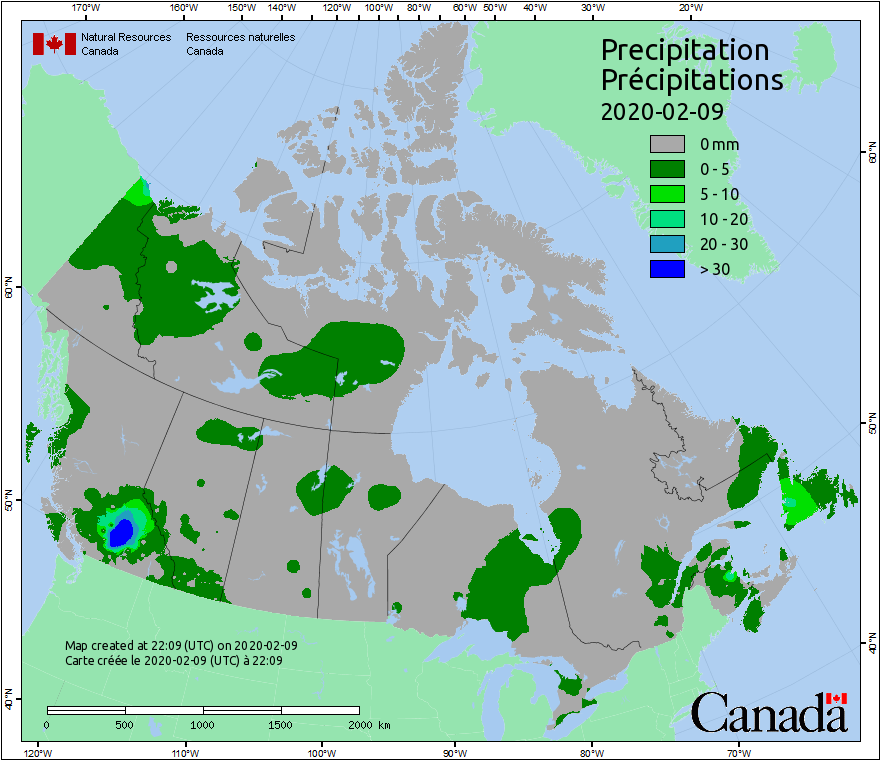 170°W 160°W 150°W 140°W 130°W 120°W 110°W 100°W 90°W 80°W 60°W 50°W 40°W 30°W 20°W
Natural Resources Ressources naturelles
Canada Canada
Precipitation
Précipitations
2020-02-09
0 mm
0 - 5
5 - 10
10 - 20
20 - 30
> 30
60°N 60°N
50°N 50°N
40°N 40°N
Map created at 22:09 (UTC) on 2020-02-09
Carte créée le 2020-02-09 (UTC) à 22:09
0 500 1000 1500 2000 km
Canada
120°W 110°W 100°W 90°W 80°W 70°W